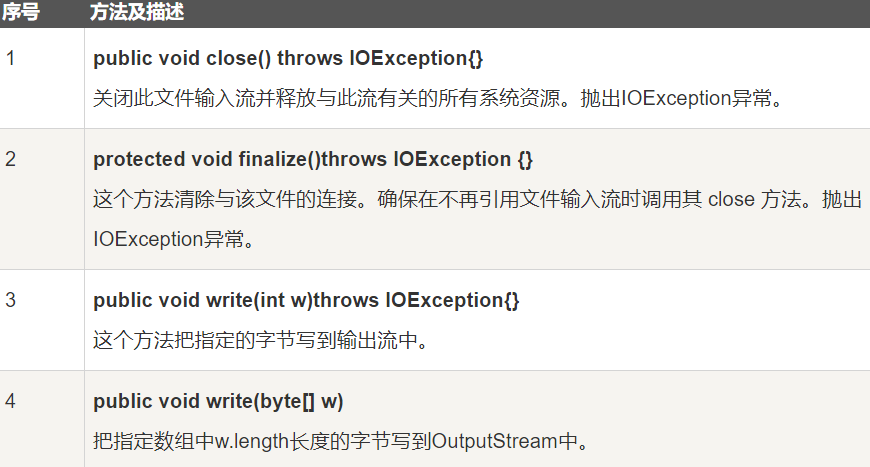 序号 方法及描述
1 public void close() throws IOException{}
关闭此文件输入流并释放与此流有关的所有系统资源。抛出IOException异常。
2 protected void finalize()throws IOException {}
这个方法清除与该文件的连接。确保在不再引用文件输入流时调用其 close 方法。抛出
IOException异常。
3 public void write(int w)throws IOException{}
这个方法把指定的字节写到输出流中。
4 public void write(byte[] w)
把指定数组中w.length长度的字节写到OutputStream中。